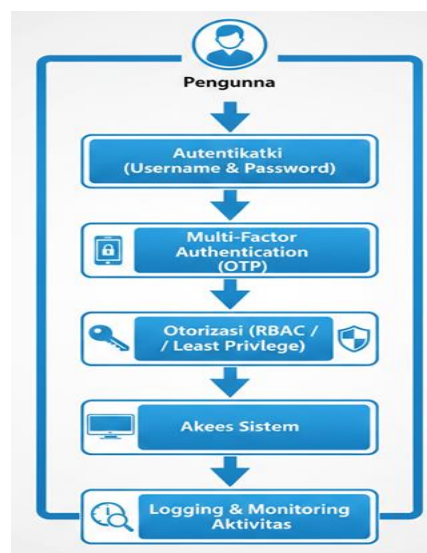 Pengunna
Autentikatki
(Username & Password)
Multi-Factor
Authentication
(OTP)
Otorizasi (RBAC /
/ Least Privlege)
Akees Sistem
Logging & Monitoring
Aktivitas